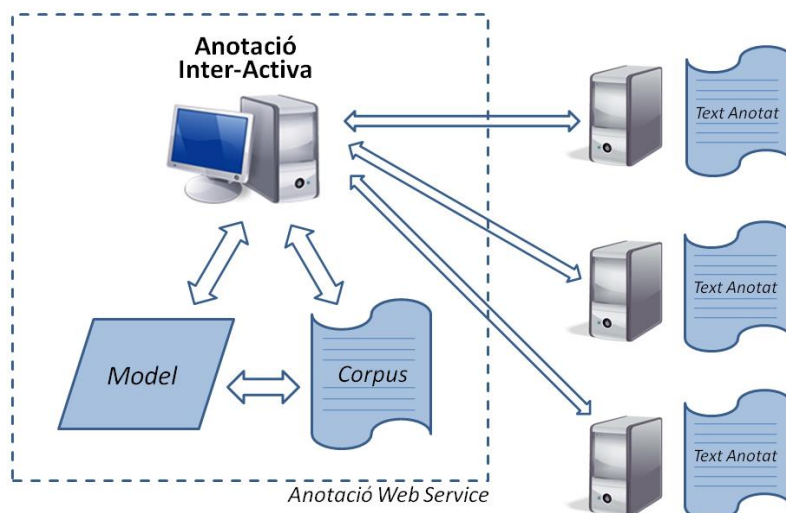 Anotació
Inter-Activa
Text Anotat
Text Anotat
Model
Corpus
Text Anotat
Anotació Web Service